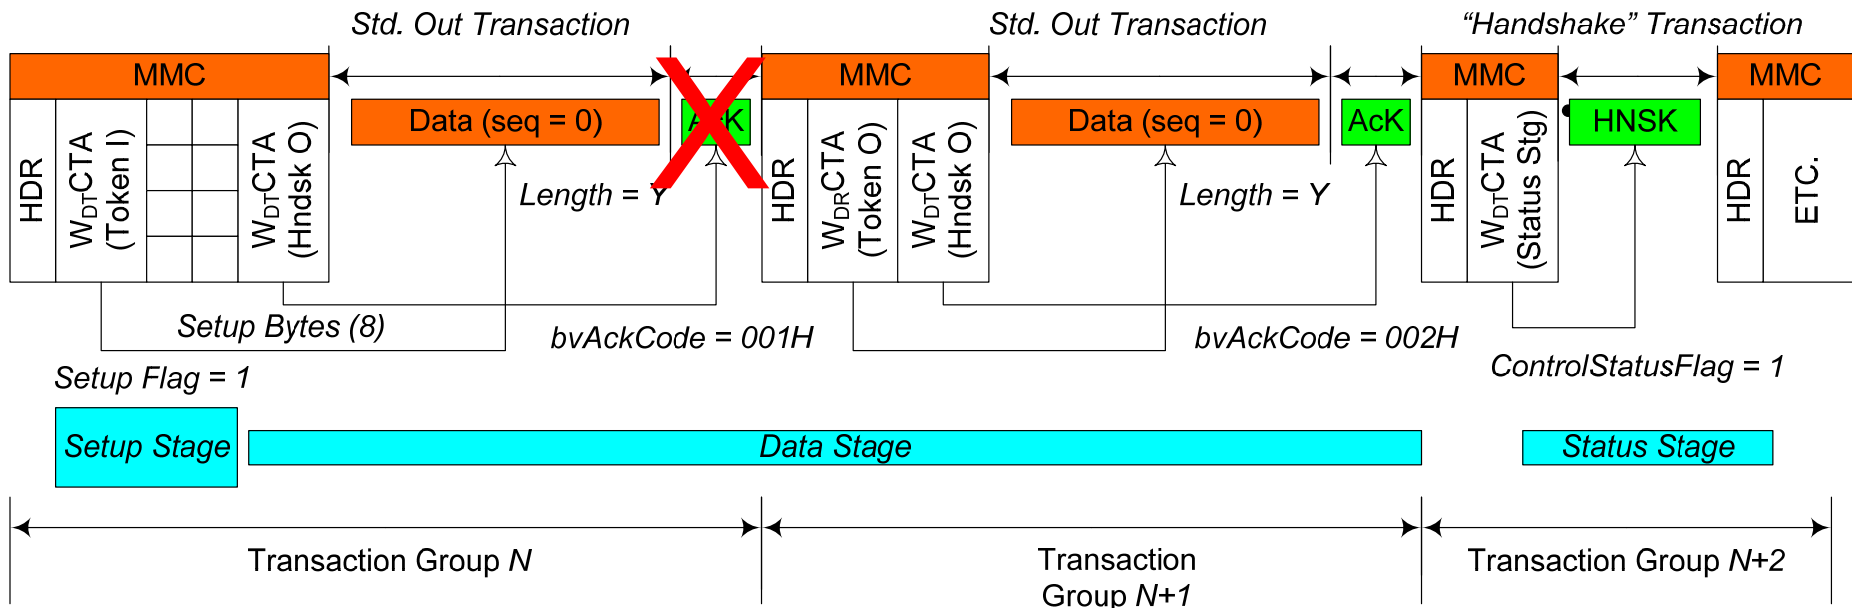 Std. Out Transaction
Std. Out Transaction
“Handshake” Transaction
MMC
MMC
MMC
MMC
Data (seq = 0)
AcK
Data (seq = 0)
AcK
HNSK
HDR
WDTCTA
(Token I)
WDTCTA
(Hndsk O)
Length = Y
HDR
WDRCTA
(Token O)
WDTCTA
(Hndsk O)
Length = Y
HDR
WDTCTA
(Status Stg)
HDR
ETC.
Setup Bytes (8)
bvAckCode = 001H
bvAckCode = 002H
Setup Flag = 1
ControlStatusFlag = 1
Setup Stage
Data Stage
Status Stage
Transaction Group N
Transaction
Group N+1
Transaction Group N+2